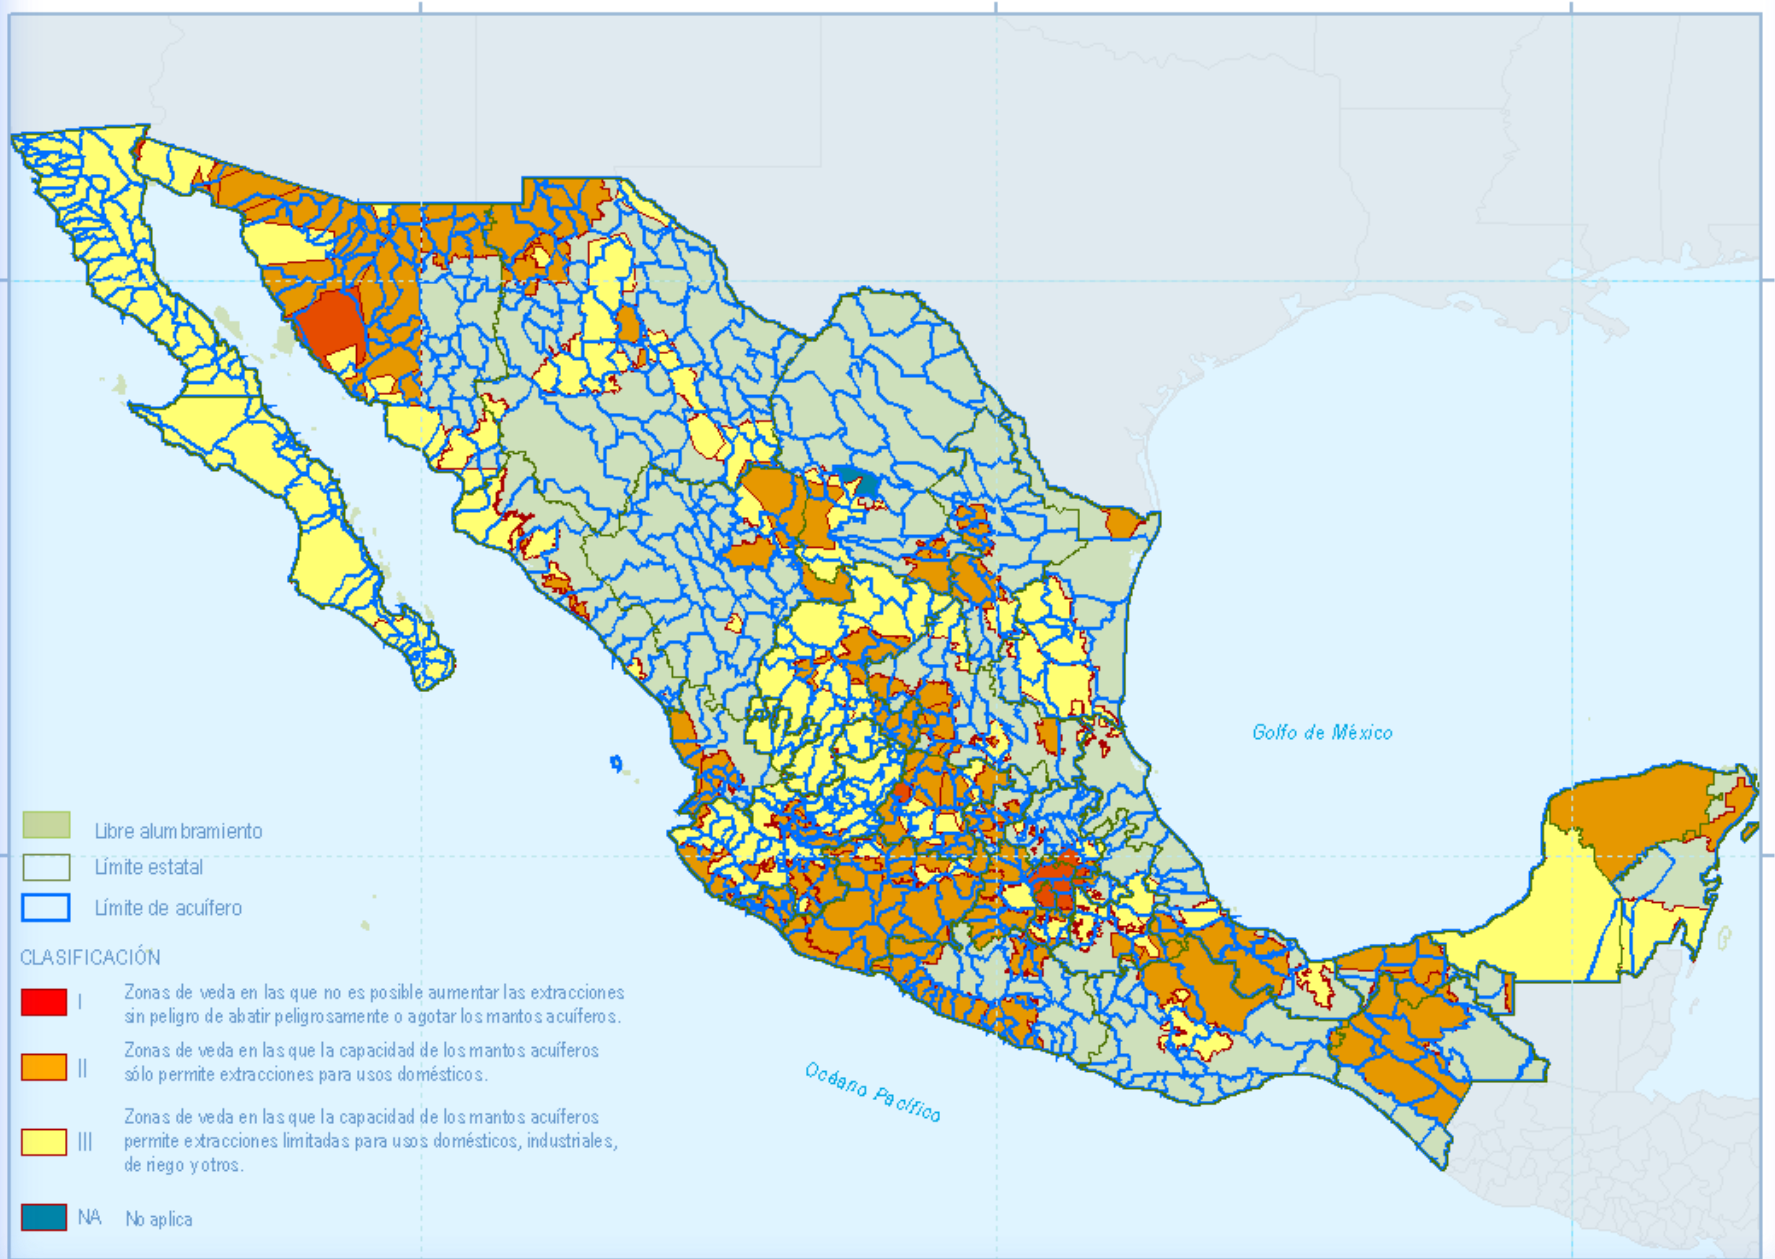 Golfo de México
Libre alumbramiento
Límite estatal
Límite de acuífero
CLASIFICACIÓN
I Zonas de veda en las que no es posible aumentar las extracciones
sin peligro de abatir peligrosamente o agotar los mantos acuíferos.
II Zonas de veda en las que la capacidad de los mantos acuíferos
sólo permite extracciones para usos domésticos.
Océano Pacífico
III Zonas de veda en las que la capacidad de los mantos acuíferos
permite extracciones limitadas para usos domésticos, industriales,
de riego y otros.
NA No aplica